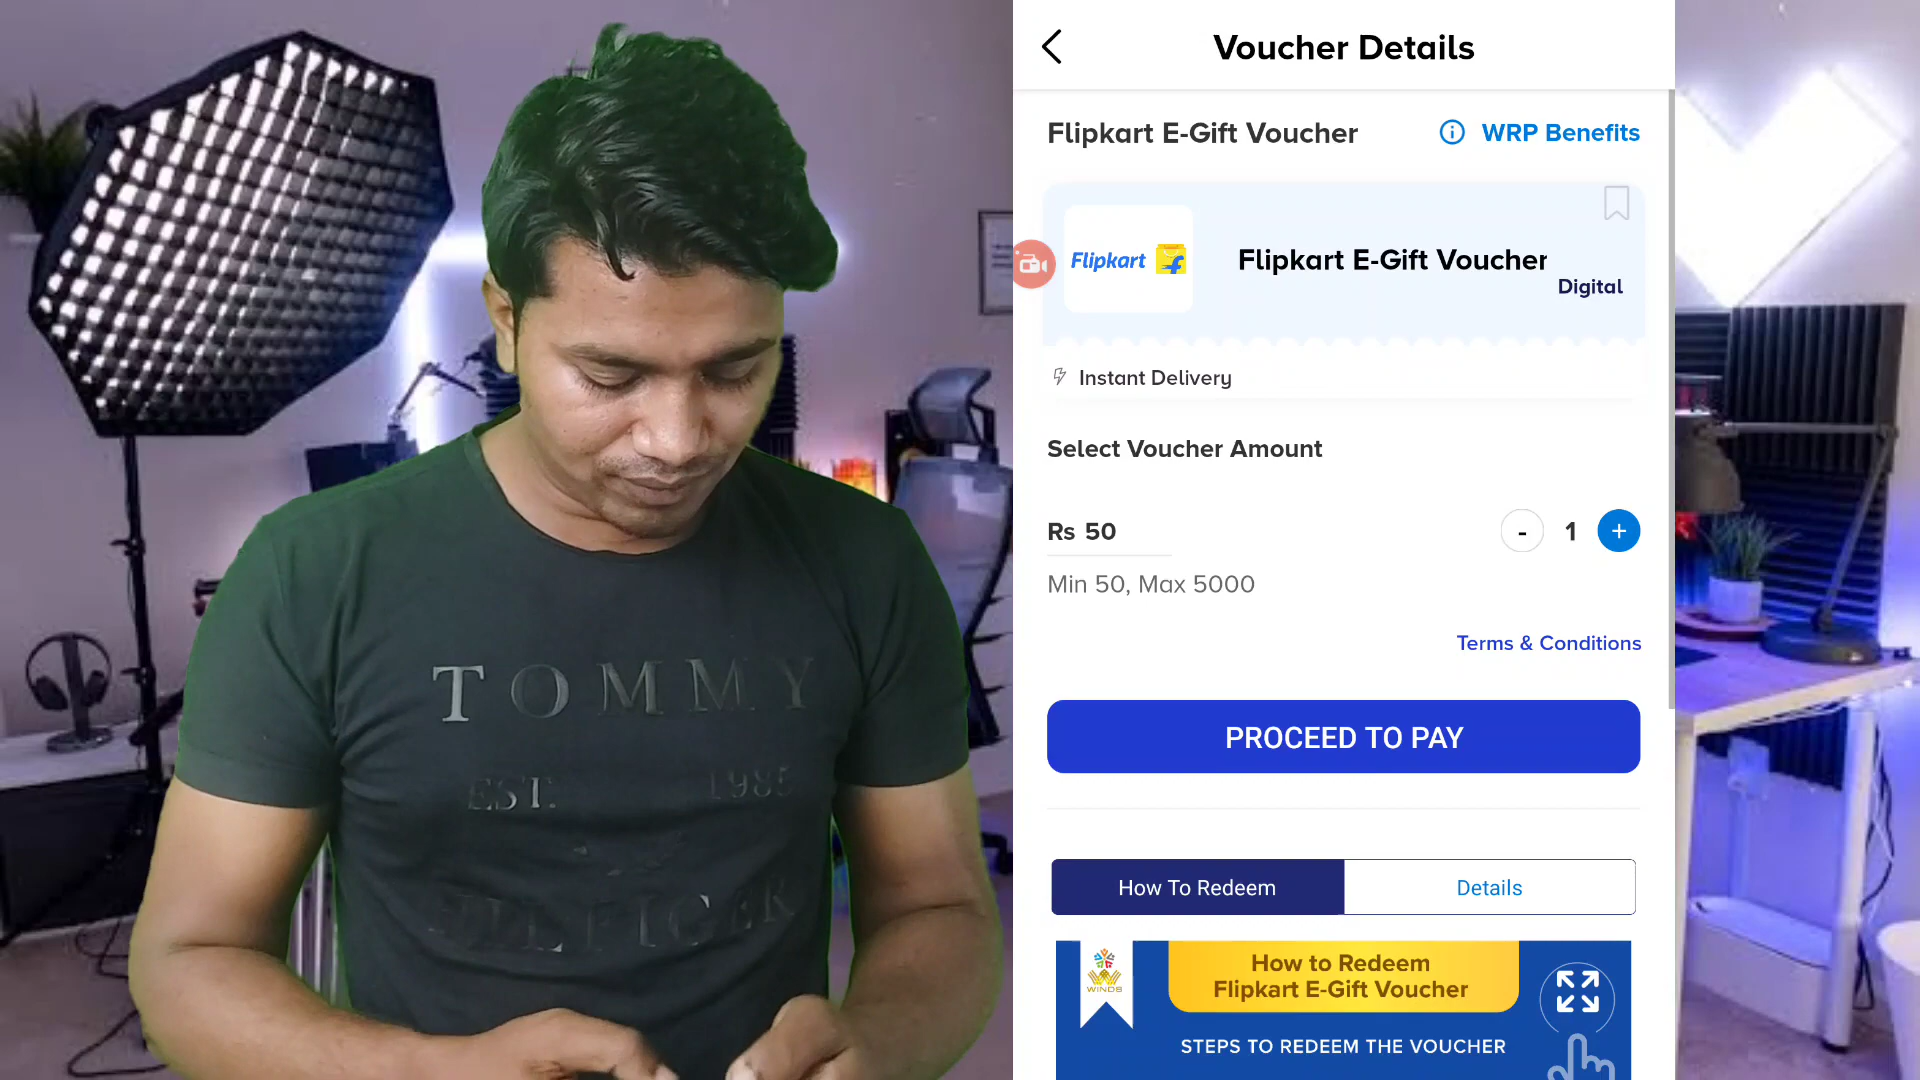 TOMMY
EST. 1985
HILFIGER
Voucher Details
Flipkart E-Gift Voucher
WRP Benefits
Flipkart
Flipkart E-Gift Voucher
Digital
Instant Delivery
Select Voucher Amount
Rs 50
- 1 +
Min 50, Max 5000
Terms & Conditions
PROCEED TO PAY
How To Redeem
Details
WINDS
How to Redeem
Flipkart E-Gift Voucher
STEPS TO REDEEM THE VOUCHER